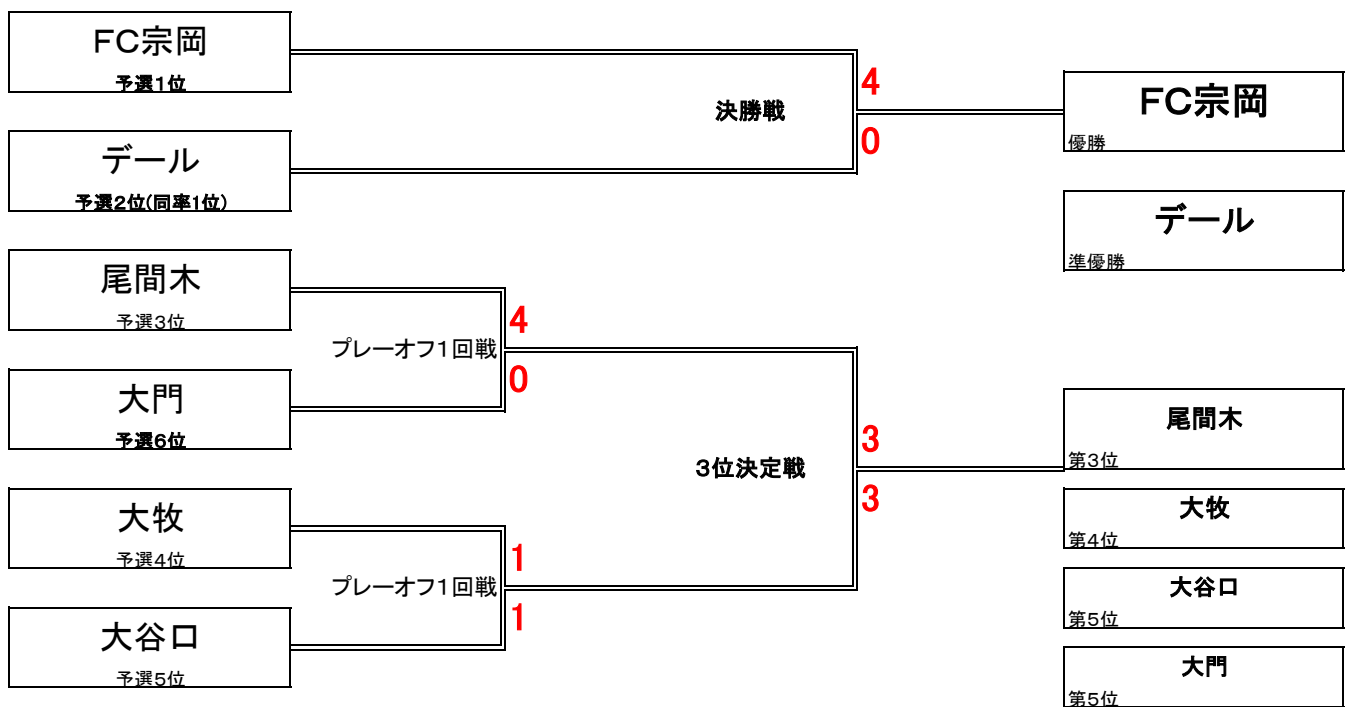 FC宗岡
予選1位
デール
予選2位(同率1位)
決勝戦
4
0
FC宗岡
優勝
デール
準優勝
尾間木
予選3位
大門
予選6位
プレーオフ1回戦
4
0
大牧
予選4位
大谷口
予選5位
プレーオフ1回戦
1
1
3位決定戦
3
3
尾間木
第3位
大牧
第4位
大谷口
第5位
大門
第5位